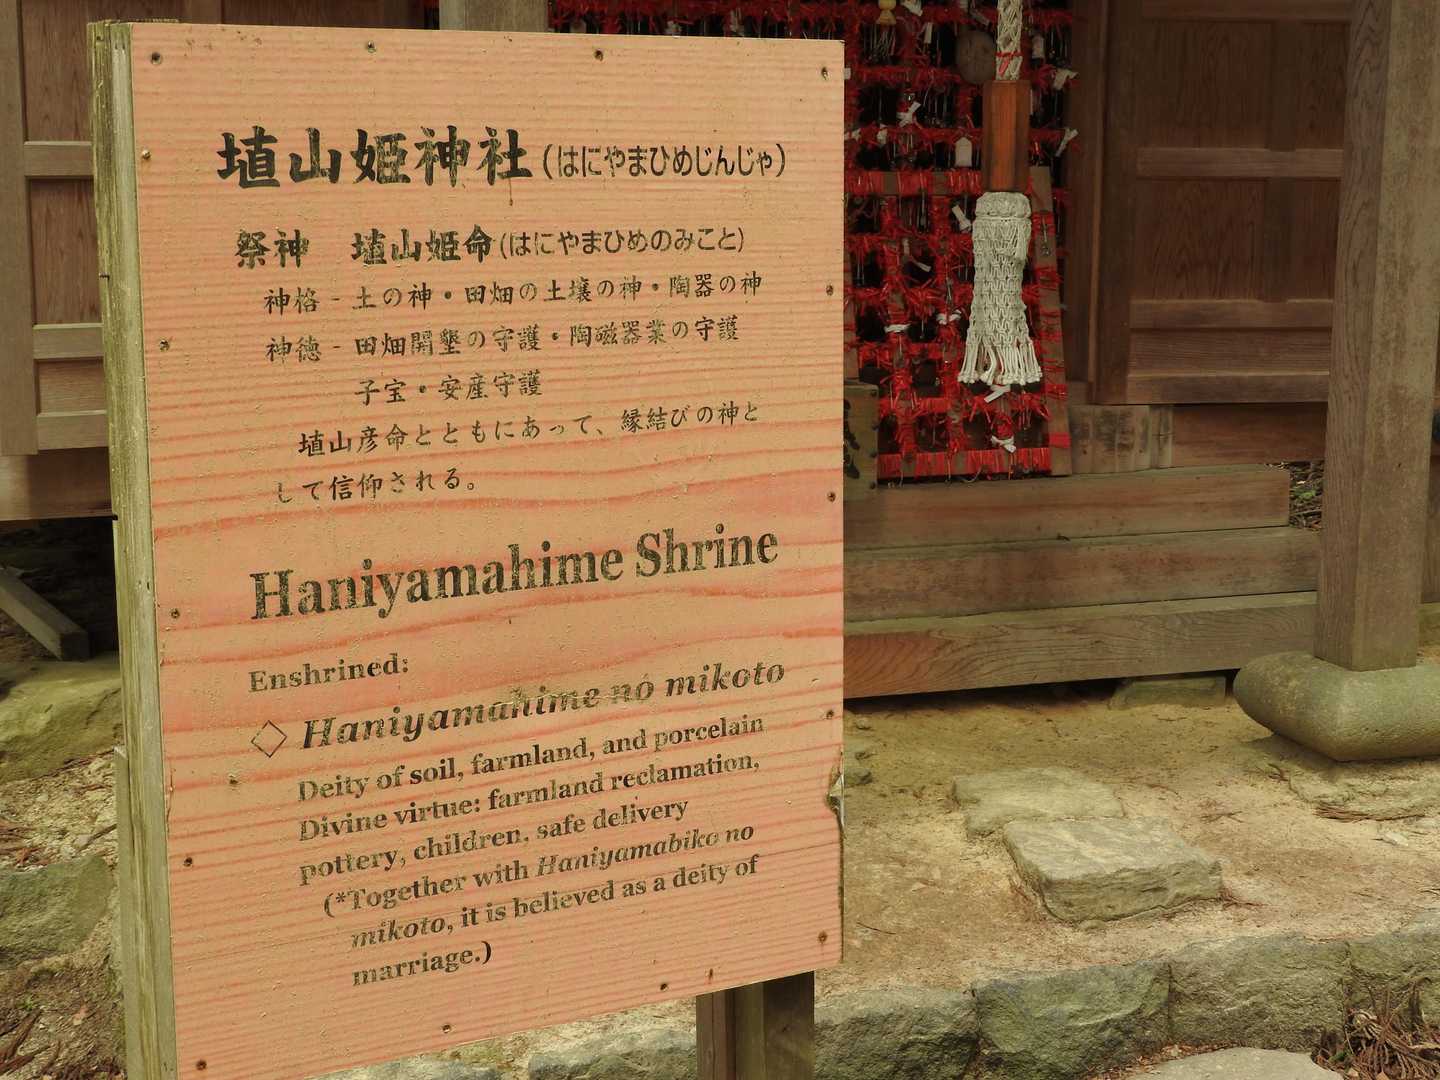 埴山姫神社(はにやまひめじんじゃ)
祭神　埴山姫命(はにやまひめのみこと)
神格 - 土の神・田畑の土壌の神・陶器の神
神徳 - 田畑開墾の守護・陶磁器業の守護
子宝・安産守護
埴山彦命とともにあって、縁結びの神と
して信仰される。
Haniyamahime Shrine
Enshrined:
◇ Haniyamahime no mikoto
Deity of soil, farmland, and porcelain
Divine virtue: farmland reclamation,
pottery, children, safe delivery
(*Together with Haniyamabiko no
mikoto, it is believed as a deity of
marriage.)